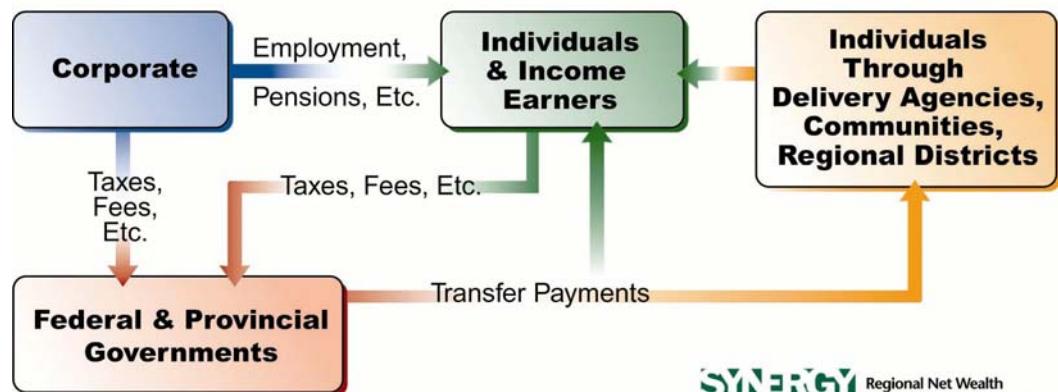 Corporate
Employment,
Pensions, Etc.
Individuals
& Income
Earners
Individuals
Through
Delivery Agencies,
Communities,
Regional Districts
Taxes,
Fees,
Etc.
Taxes, Fees, Etc.
Federal & Provincial
Governments
Transfer Payments
SYNERGY Regional Net Wealth